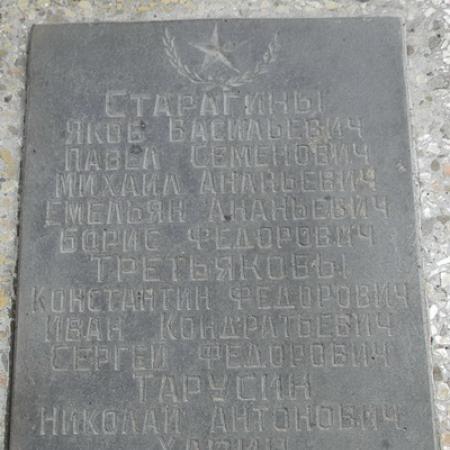 СТАРАГИНЫ
ЯКОВ ВАСИЛЬЕВИЧ
ПАВЕЛ СЕМЕНОВИЧ
МИХАИЛ АНАНЬЕВИЧ
ЕМЕЛЬЯН АНАНЬЕВИЧ
БОРИС ФЕДОРОВИЧ
ТРЕТЬЯКОВЫ
КОНСТАНТИН ФЕДОРОВИЧ
ИВАН КОНДРАТЬЕВИЧ
СЕРГЕЙ ФЕДОРОВИЧ
ТАРУСИН
НИКОЛАЙ АНТОНОВИЧ